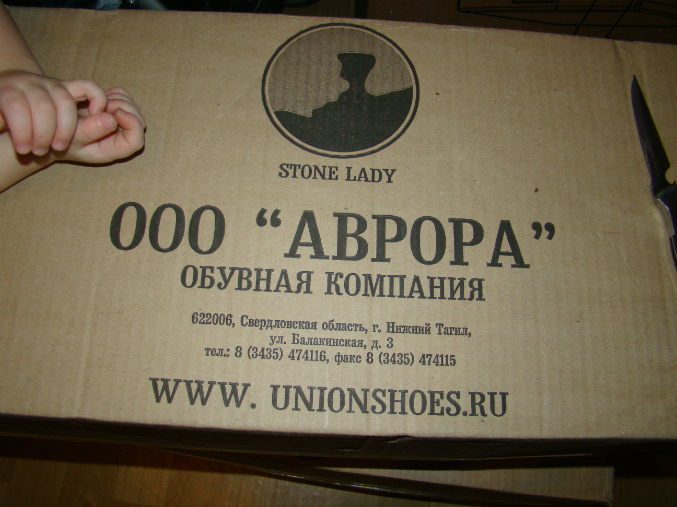 STONE LADY
ООО “АВРОРА”
ОБУВНАЯ КОМПАНИЯ
622006, Свердловская область, г. Нижний Тагил,
ул. Балакинская, д. 3
тел.: 8 (3435) 474116, факс 8 (3435) 474115
WWW. UNIONSHOES.RU